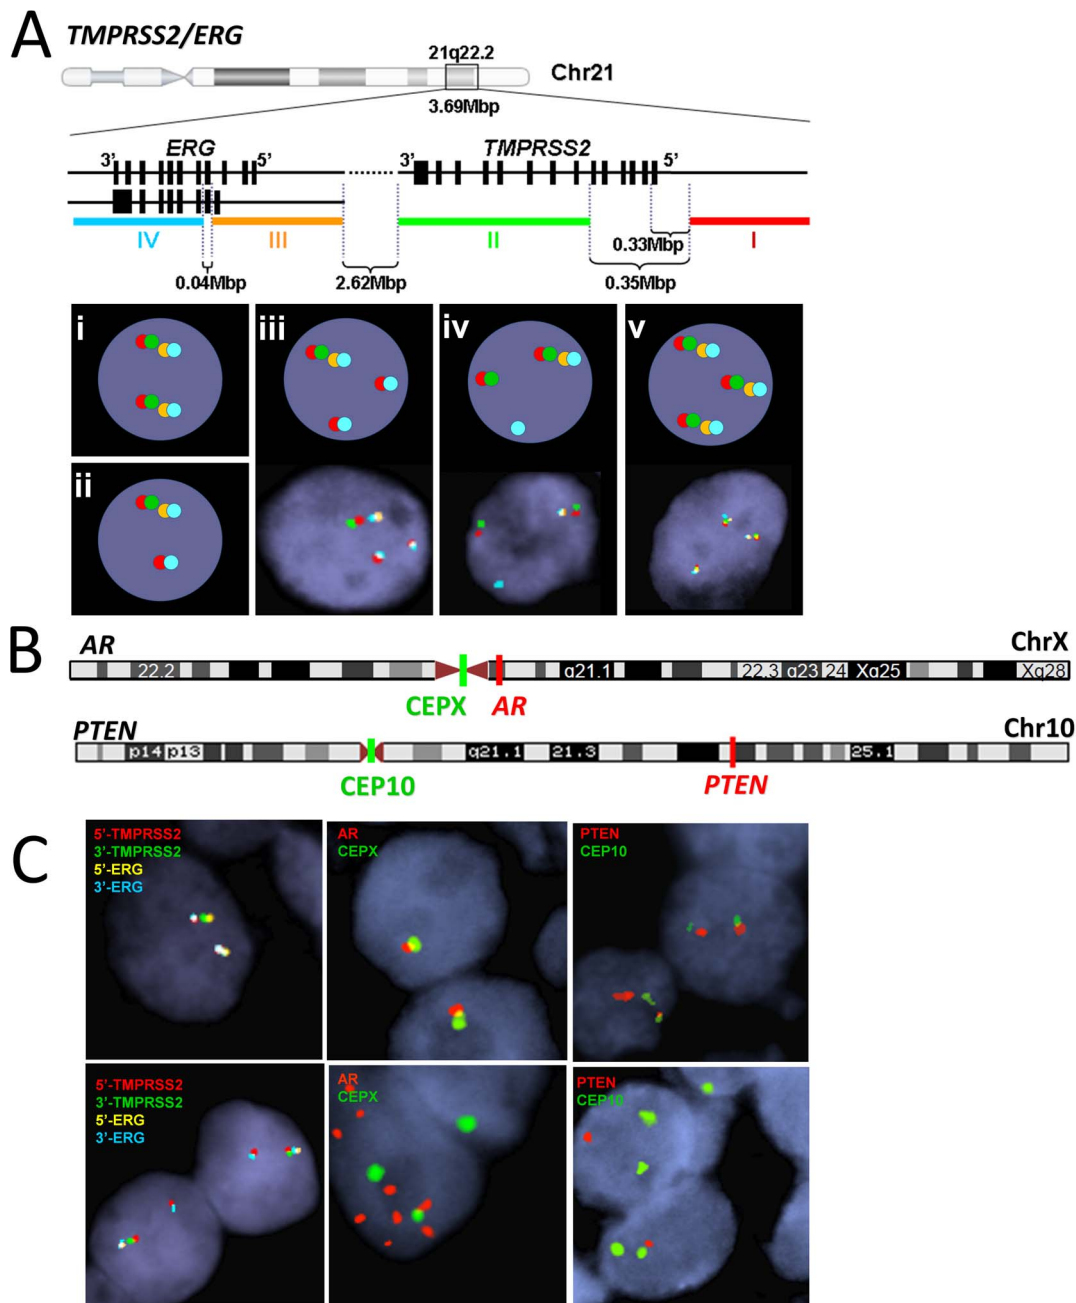 A
TMPRSS2/ERG
21q22.2
Chr21
3.69Mbp
3' ERG 5'
3' TMPRSS2 5'
IV III II I
0.33Mbp
0.04Mbp 2.62Mbp 0.35Mbp
i iii iv v
ii
B
AR ChrX
22.2 q21.1 22.3 q23 24 Xq25 Xq28
CEPX AR
PTEN Chr10
p14 p13 q21.1 21.3 25.1
CEP10 PTEN
C
5'-TMPRSS2
3'-TMPRSS2
5'-ERG
3'-ERG
AR
CEPX
PTEN
CEP10
5'-TMPRSS2
3'-TMPRSS2
5'-ERG
3'-ERG
AR
CEPX
PTEN
CEP10